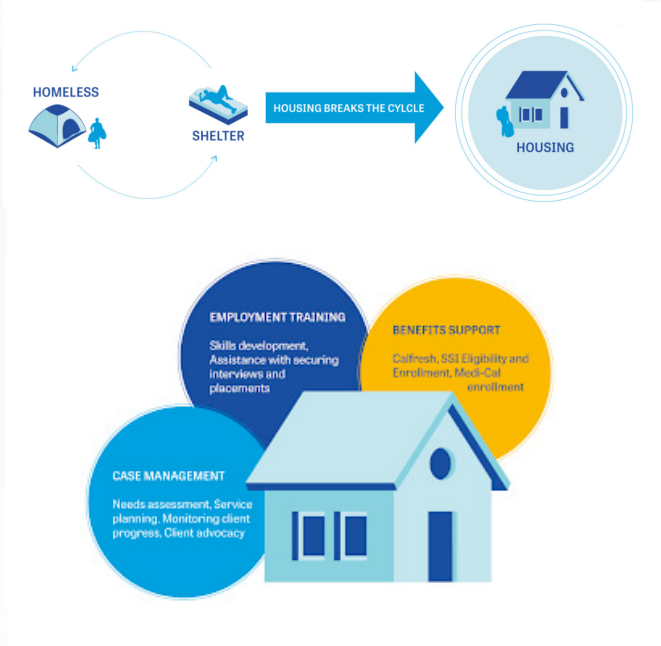 HOMELESS
SHELTER
HOUSING BREAKS THE CYLCLE
HOUSING
EMPLOYMENT TRAINING
Skills development,
Assistance with securing
interviews and
placements
BENEFITS SUPPORT
Calfresh, SSI Eligibility and
Enrollment, Medi-Cal
enrollment
CASE MANAGEMENT
Needs assessment, Service
planning. Monitoring client
progress, Client advocacy